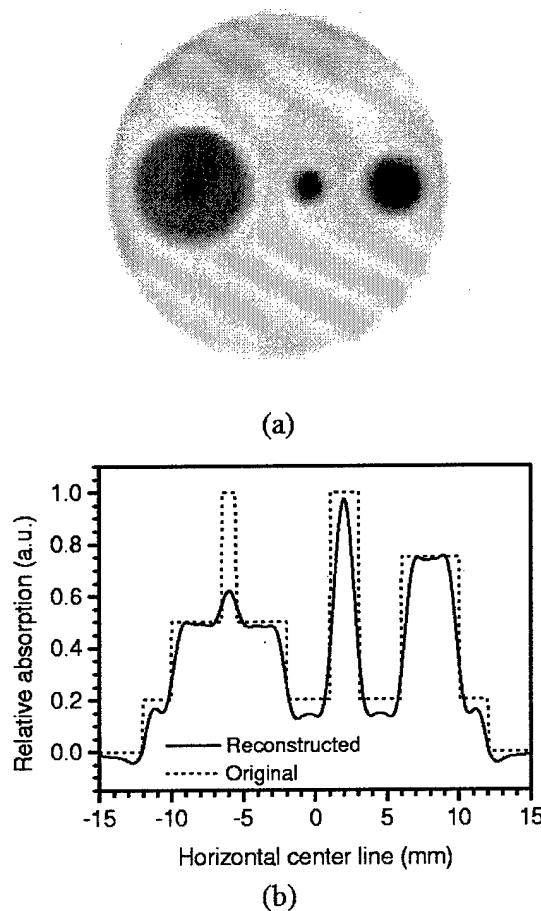 (a)
Relative absorption (a.u.)
1.0
0.8
0.6
0.4
0.2
0.0
Reconstructed
Original
-15 -10 -5 0 5 10 15
Horizontal center line (mm)
(b)